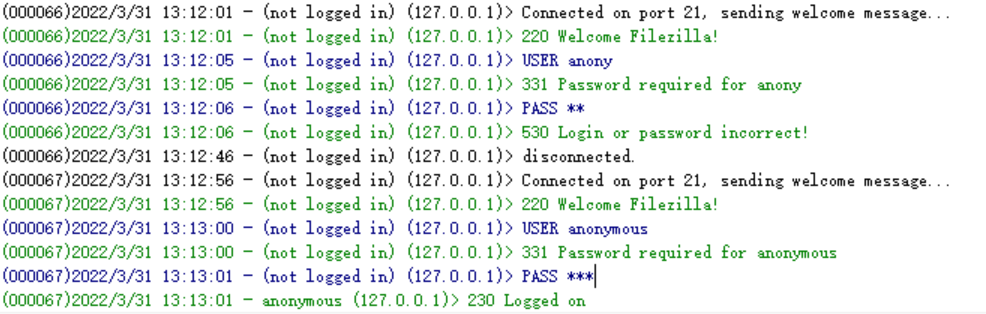 (000066)2022/3/31 13:12:01 - (not logged in) (127.0.0.1)> Connected on port 21, sending welcome message...
(000066)2022/3/31 13:12:01 - (not logged in) (127.0.0.1)> 220 Welcome Filezilla!
(000066)2022/3/31 13:12:05 - (not logged in) (127.0.0.1)> USER anony
(000066)2022/3/31 13:12:05 - (not logged in) (127.0.0.1)> 331 Password required for anony
(000066)2022/3/31 13:12:06 - (not logged in) (127.0.0.1)> PASS **
(000066)2022/3/31 13:12:06 - (not logged in) (127.0.0.1)> 530 Login or password incorrect!
(000066)2022/3/31 13:12:46 - (not logged in) (127.0.0.1)> disconnected.
(000067)2022/3/31 13:12:56 - (not logged in) (127.0.0.1)> Connected on port 21, sending welcome message...
(000067)2022/3/31 13:12:56 - (not logged in) (127.0.0.1)> 220 Welcome Filezilla!
(000067)2022/3/31 13:13:00 - (not logged in) (127.0.0.1)> USER anonymous
(000067)2022/3/31 13:13:00 - (not logged in) (127.0.0.1)> 331 Password required for anonymous
(000067)2022/3/31 13:13:01 - (not logged in) (127.0.0.1)> PASS ***
(000067)2022/3/31 13:13:01 - anonymous (127.0.0.1)> 230 Logged on